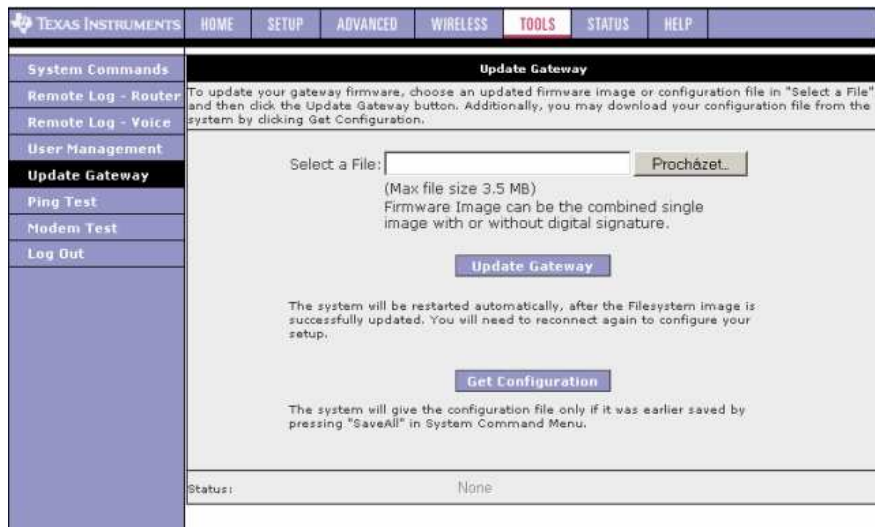 TEXAS INSTRUMENTS
HOME
SETUP
ADVANCED
WIRELESS
TOOLS
STATUS
HELP
System Commands
Remote Log - Router
Remote Log - Voice
User Management
Update Gateway
Ping Test
Modem Test
Log Out
Update Gateway
To update your gateway firmware, choose an updated firmware image or configuration file in "Select a File"
and then click the Update Gateway button. Additionally, you may download your configuration file from the
system by clicking Get Configuration.
Select a File:
Procházet..
(Max file size 3.5 MB)
Firmware Image can be the combined single
image with or without digital signature.
Update Gateway
The system will be restarted automatically, after the Filesystem image is
successfully updated. You will need to reconnect again to configure your
setup.
Get Configuration
The system will give the configuration file only if it was earlier saved by
pressing "SaveAll" in System Command Menu.
Status:
None